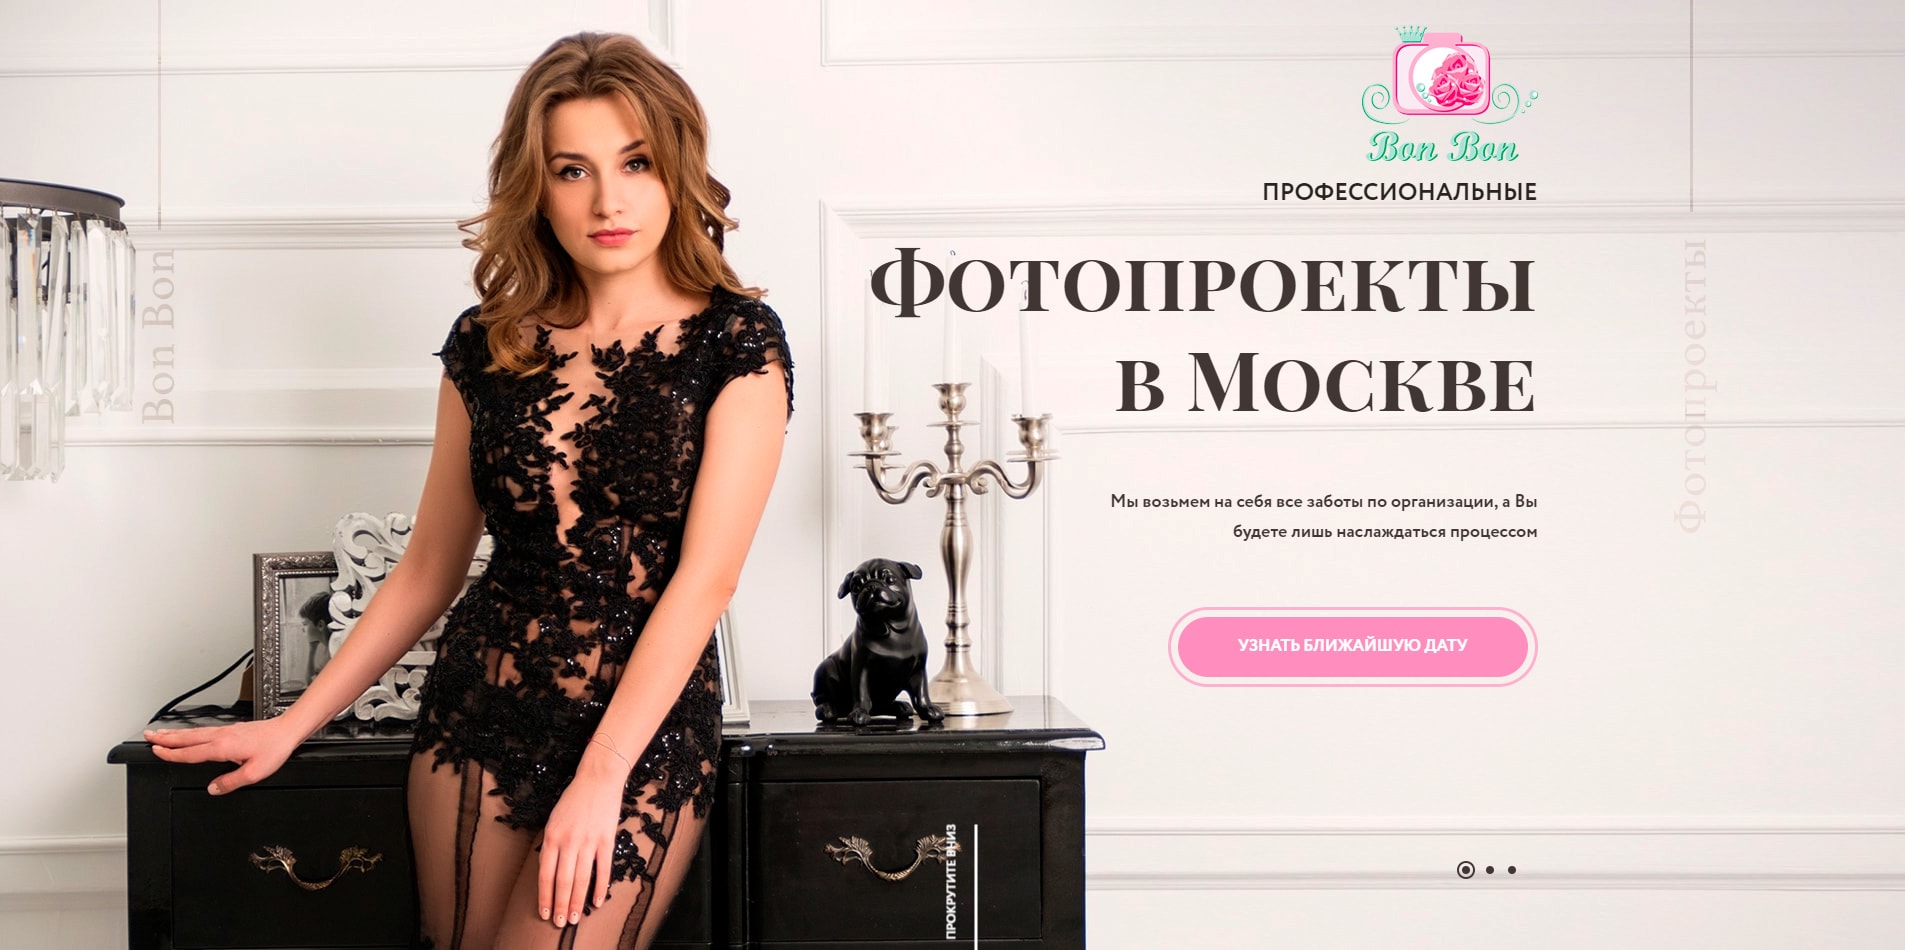 Bon Bon
ПРОФЕССИОНАЛЬНЫЕ
Фотопроекты
в Москве
Мы возьмем на себя все заботы по организации, а Вы
будете лишь наслаждаться процессом
УЗНАТЬ БЛИЖАЙШУЮ ДАТУ
Bon Bon
Фотопроекты
ПРОКРУТИТЕ ВНИЗ